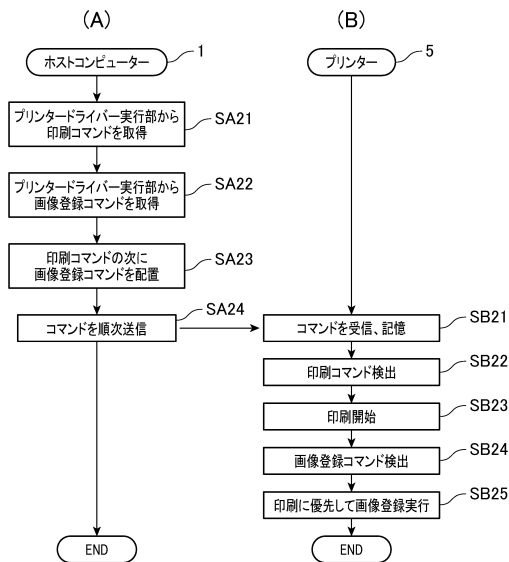 (A)
(B)
ホストコンピューター
1
プリンター
5
プリンタードライバー実行部から
印刷コマンドを取得
SA21
プリンタードライバー実行部から
画像登録コマンドを取得
SA22
印刷コマンドの次に
画像登録コマンドを配置
SA23
コマンドを順次送信
SA24
コマンドを受信、記憶
SB21
印刷コマンド検出
SB22
印刷開始
SB23
画像登録コマンド検出
SB24
印刷に優先して画像登録実行
SB25
END
END